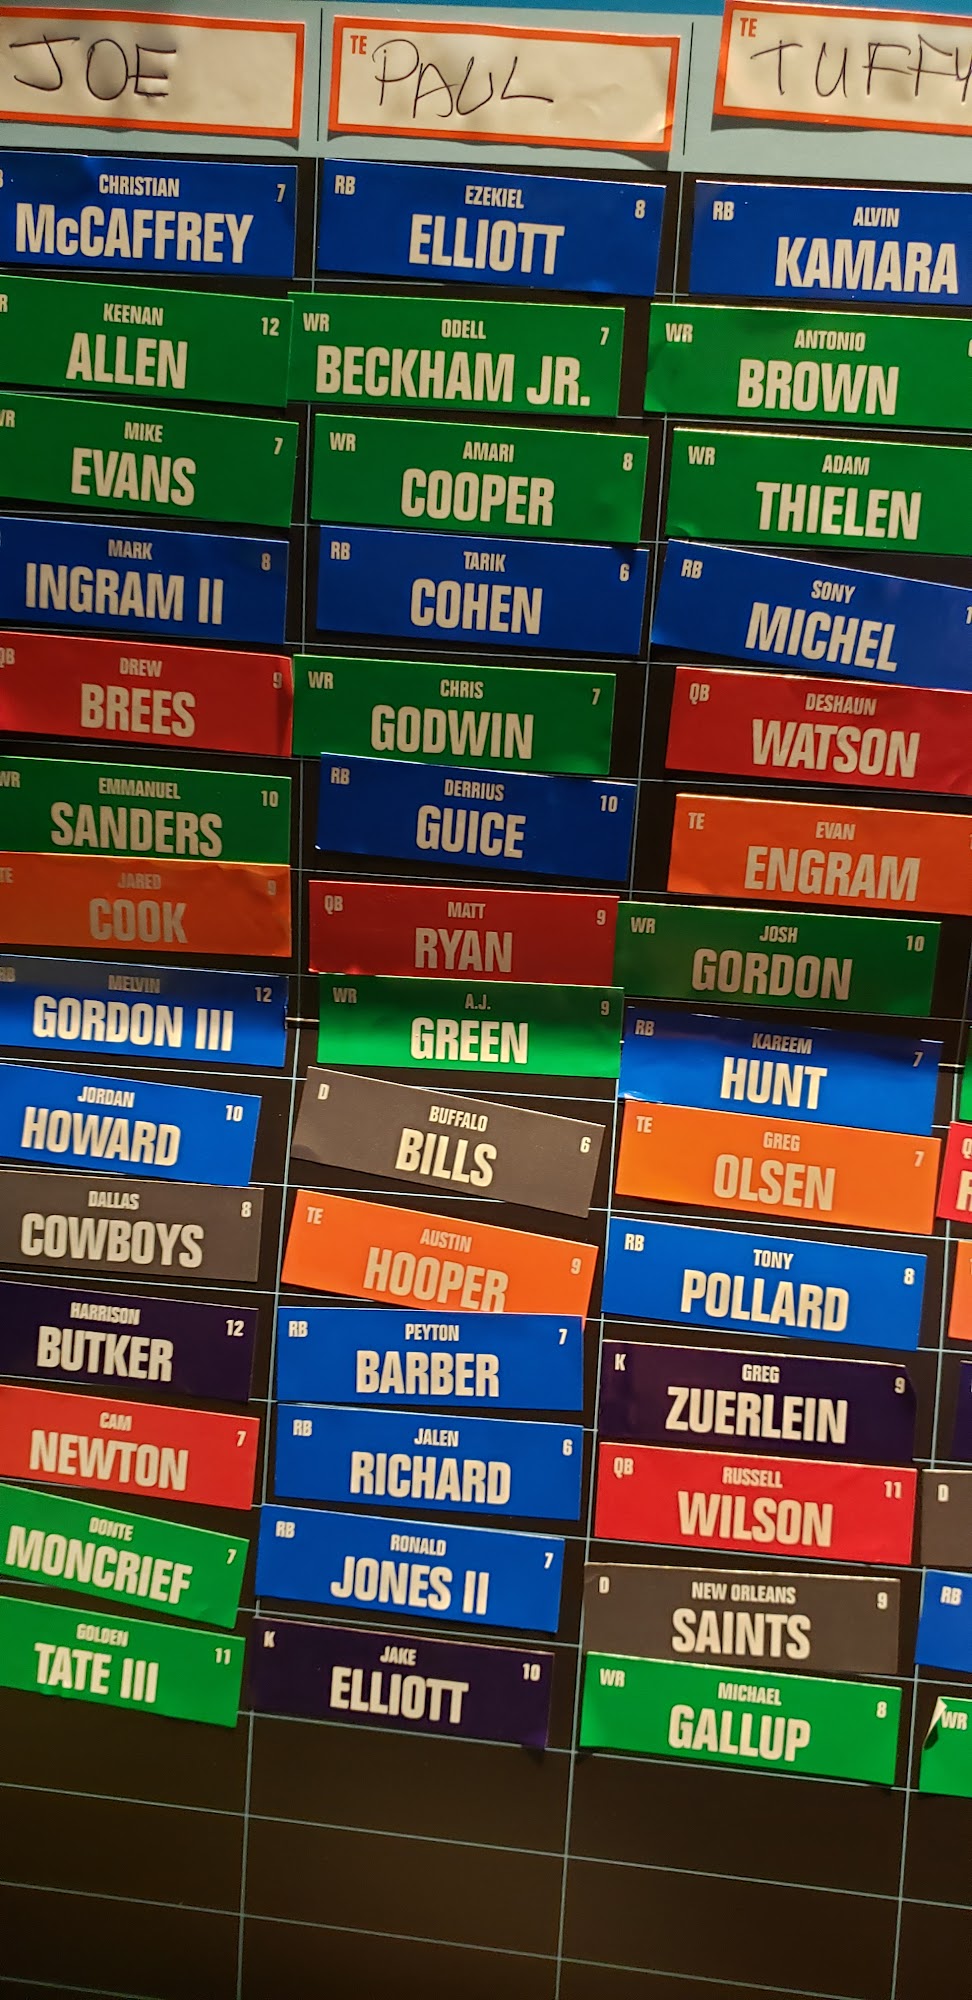 JOE
CHRISTIAN 7
McCAFFREY
KEENAN 12
ALLEN
WR MIKE 7
EVANS
MARK 8
INGRAM II
QB DREW 9
BREES
WR EMMANUEL 10
SANDERS
TE JARED 9
COOK
RB MELVIN 12
GORDON III
JORDAN 10
HOWARD
DALLAS 8
COWBOYS
HARRISON 12
BUTKER
CAM 7
NEWTON
DONTE 7
MONCRIEF
GOLDEN 11
TATE III
TE PAUL
RB EZEKIEL 8
ELLIOTT
WR ODELL 7
BECKHAM JR.
WR AMARI 8
COOPER
RB TARIK 6
COHEN
WR CHRIS 7
GODWIN
RB DERRIUS 10
GUICE
QB MATT 9
RYAN
WR A.J. 9
GREEN
D BUFFALO 6
BILLS
TE AUSTIN 9
HOOPER
RB PEYTON 7
BARBER
RB JALEN 6
RICHARD
RB RONALD 7
JONES II
K JAKE 10
ELLIOTT
TE TUFFY
RB ALVIN
KAMARA
WR ANTONIO
BROWN
WR ADAM
THIELEN
RB SONY
MICHEL
QB DESHAUN
WATSON
TE EVAN
ENGRAM
WR JOSH 10
GORDON
RB KAREEM 7
HUNT
TE GREG 7
OLSEN
RB TONY 8
POLLARD
K GREG 9
ZUERLEIN
QB RUSSELL 11
WILSON
D NEW ORLEANS 9
SAINTS
WR MICHAEL 8
GALLUP
D
RB
WR